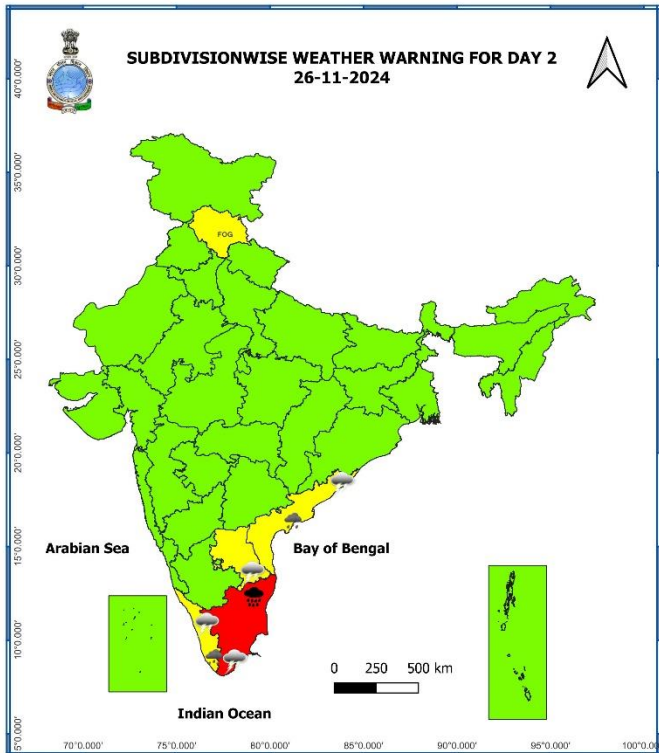 SUBDIVISIONWISE WEATHER WARNING FOR DAY 2
26-11-2024
40°0.000'
35°0.000'
FOG
30°0.000'
25°0.000'
20°0.000'
15°0.000'
Arabian Sea
Bay of Bengal
10°0.000'
0 250 500 km
Indian Ocean
5°0.000'
70°0.000' 75°0.000' 80°0.000' 85°0.000' 90°0.000' 95°0.000' 100°0.0